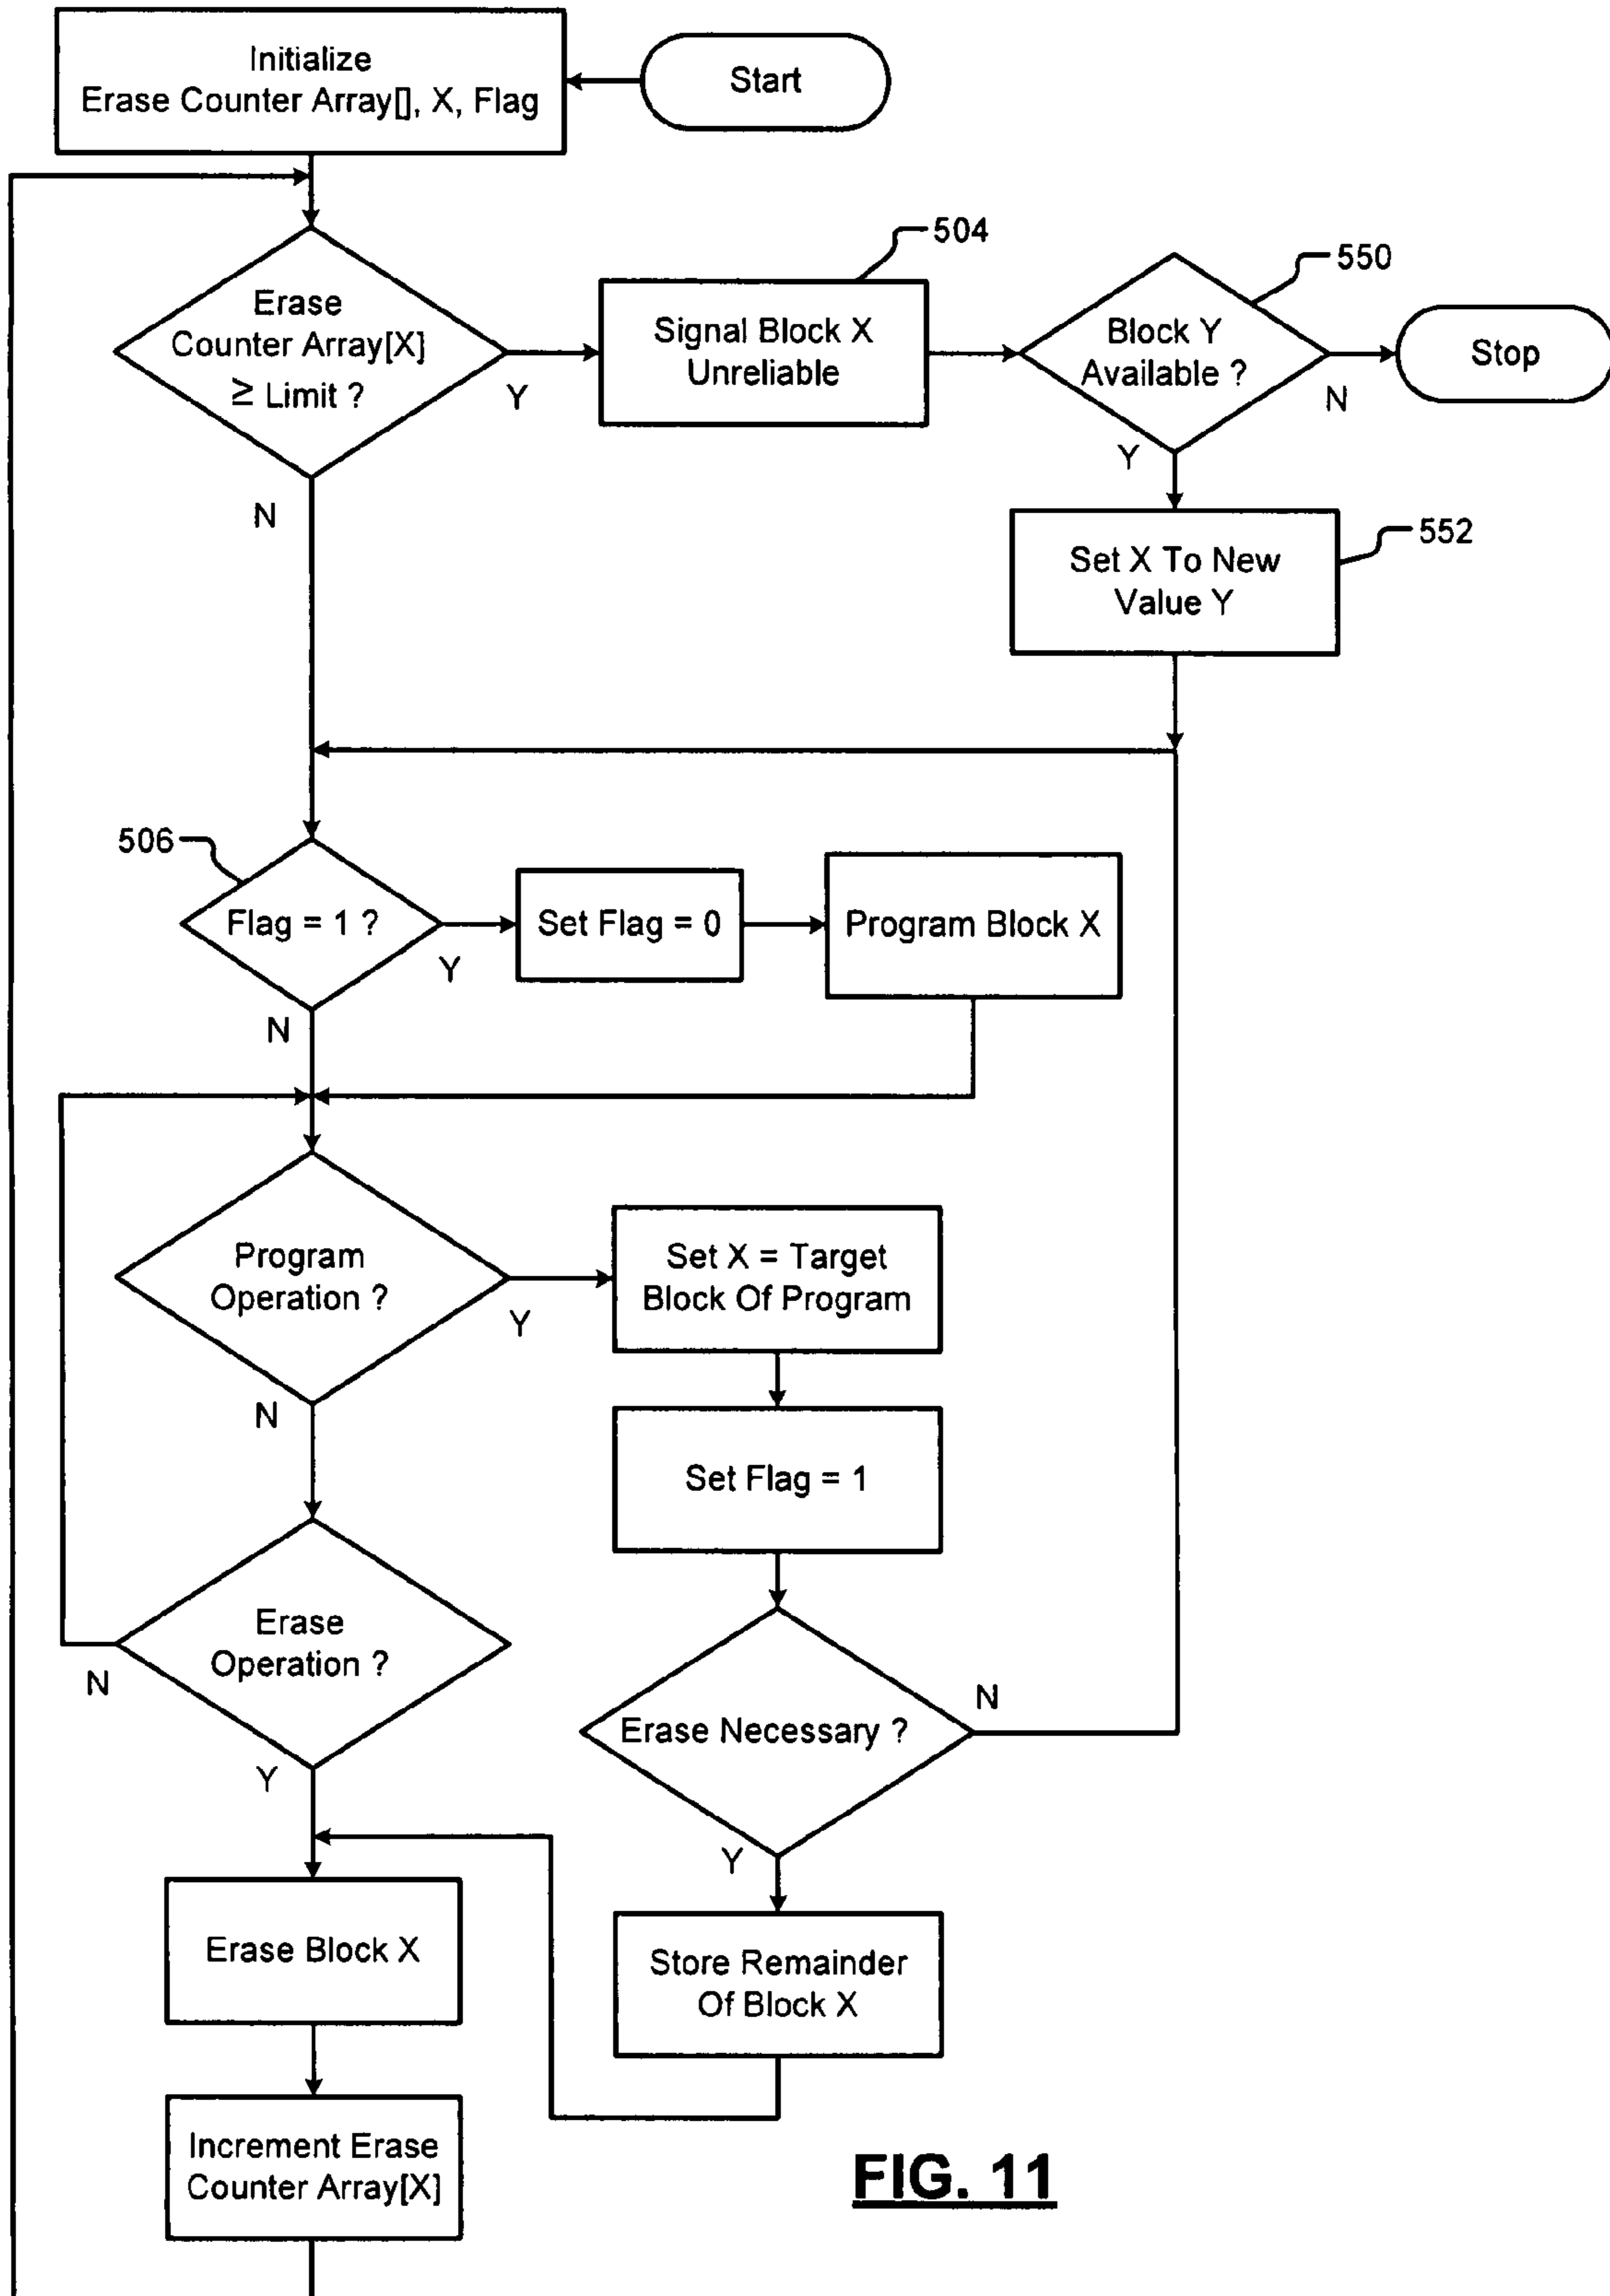 Initialize
Erase Counter Array[], X, Flag
Start
504
550
Erase
Counter Array[X]
≥ Limit ?
Y
Signal Block X
Unreliable
Block Y
Available ?
N
Stop
Y
N
552
Set X To New
Value Y
506
Flag = 1 ?
Y
Set Flag = 0
Program Block X
N
Program
Operation ?
Y
Set X = Target
Block Of Program
N
Set Flag = 1
Erase
Operation ?
N
Y
Erase Necessary ?
N
Y
Erase Block X
Store Remainder
Of Block X
Increment Erase
Counter Array[X]
FIG. 11